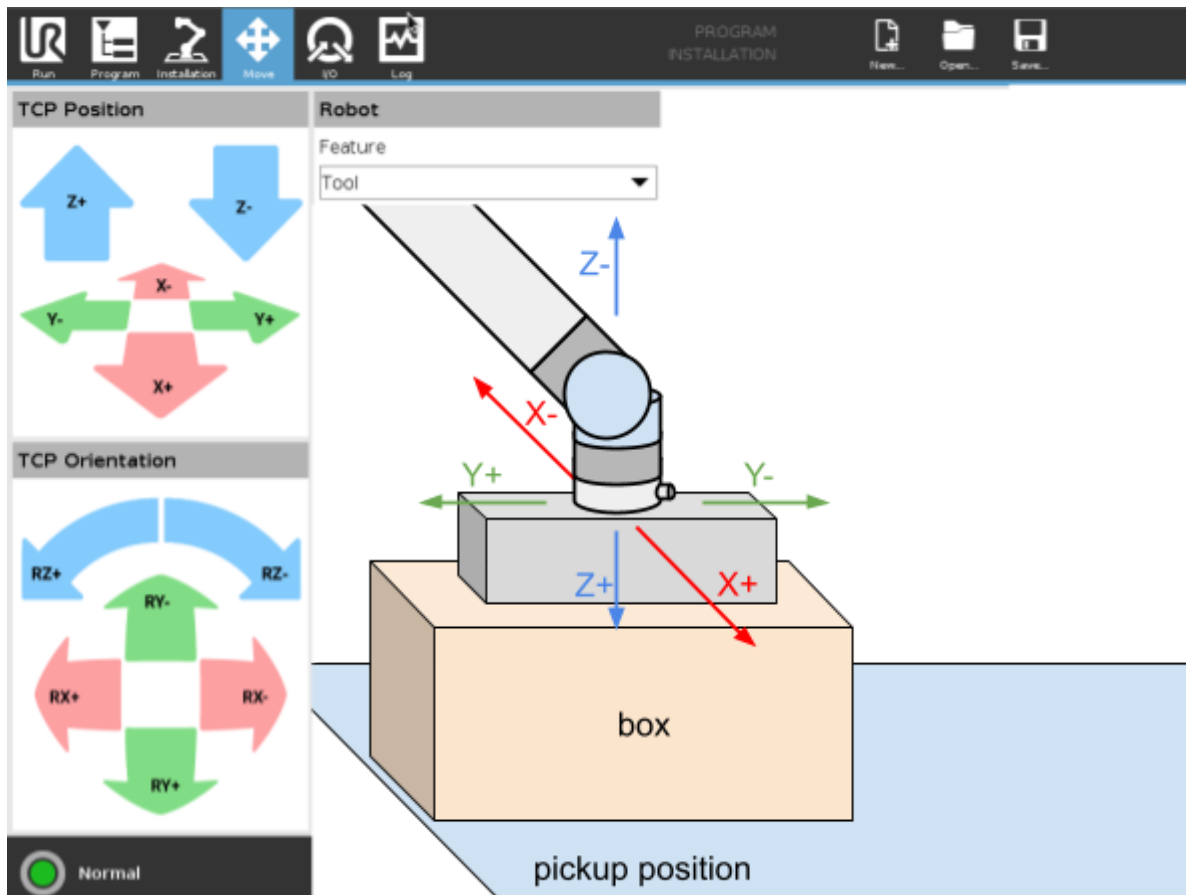 UR
Run
Program
Installation
Move
I/O
Log
PROGRAM
INSTALLATION
New...
Open...
Save...
TCP Position
Z+
Z-
X-
Y-
Y+
X+
TCP Orientation
RZ+
RZ-
RY-
RX+
RX-
RY+
Normal
Robot
Feature
Tool
Z-
X-
Y+
Y-
Z+
X+
box
pickup position